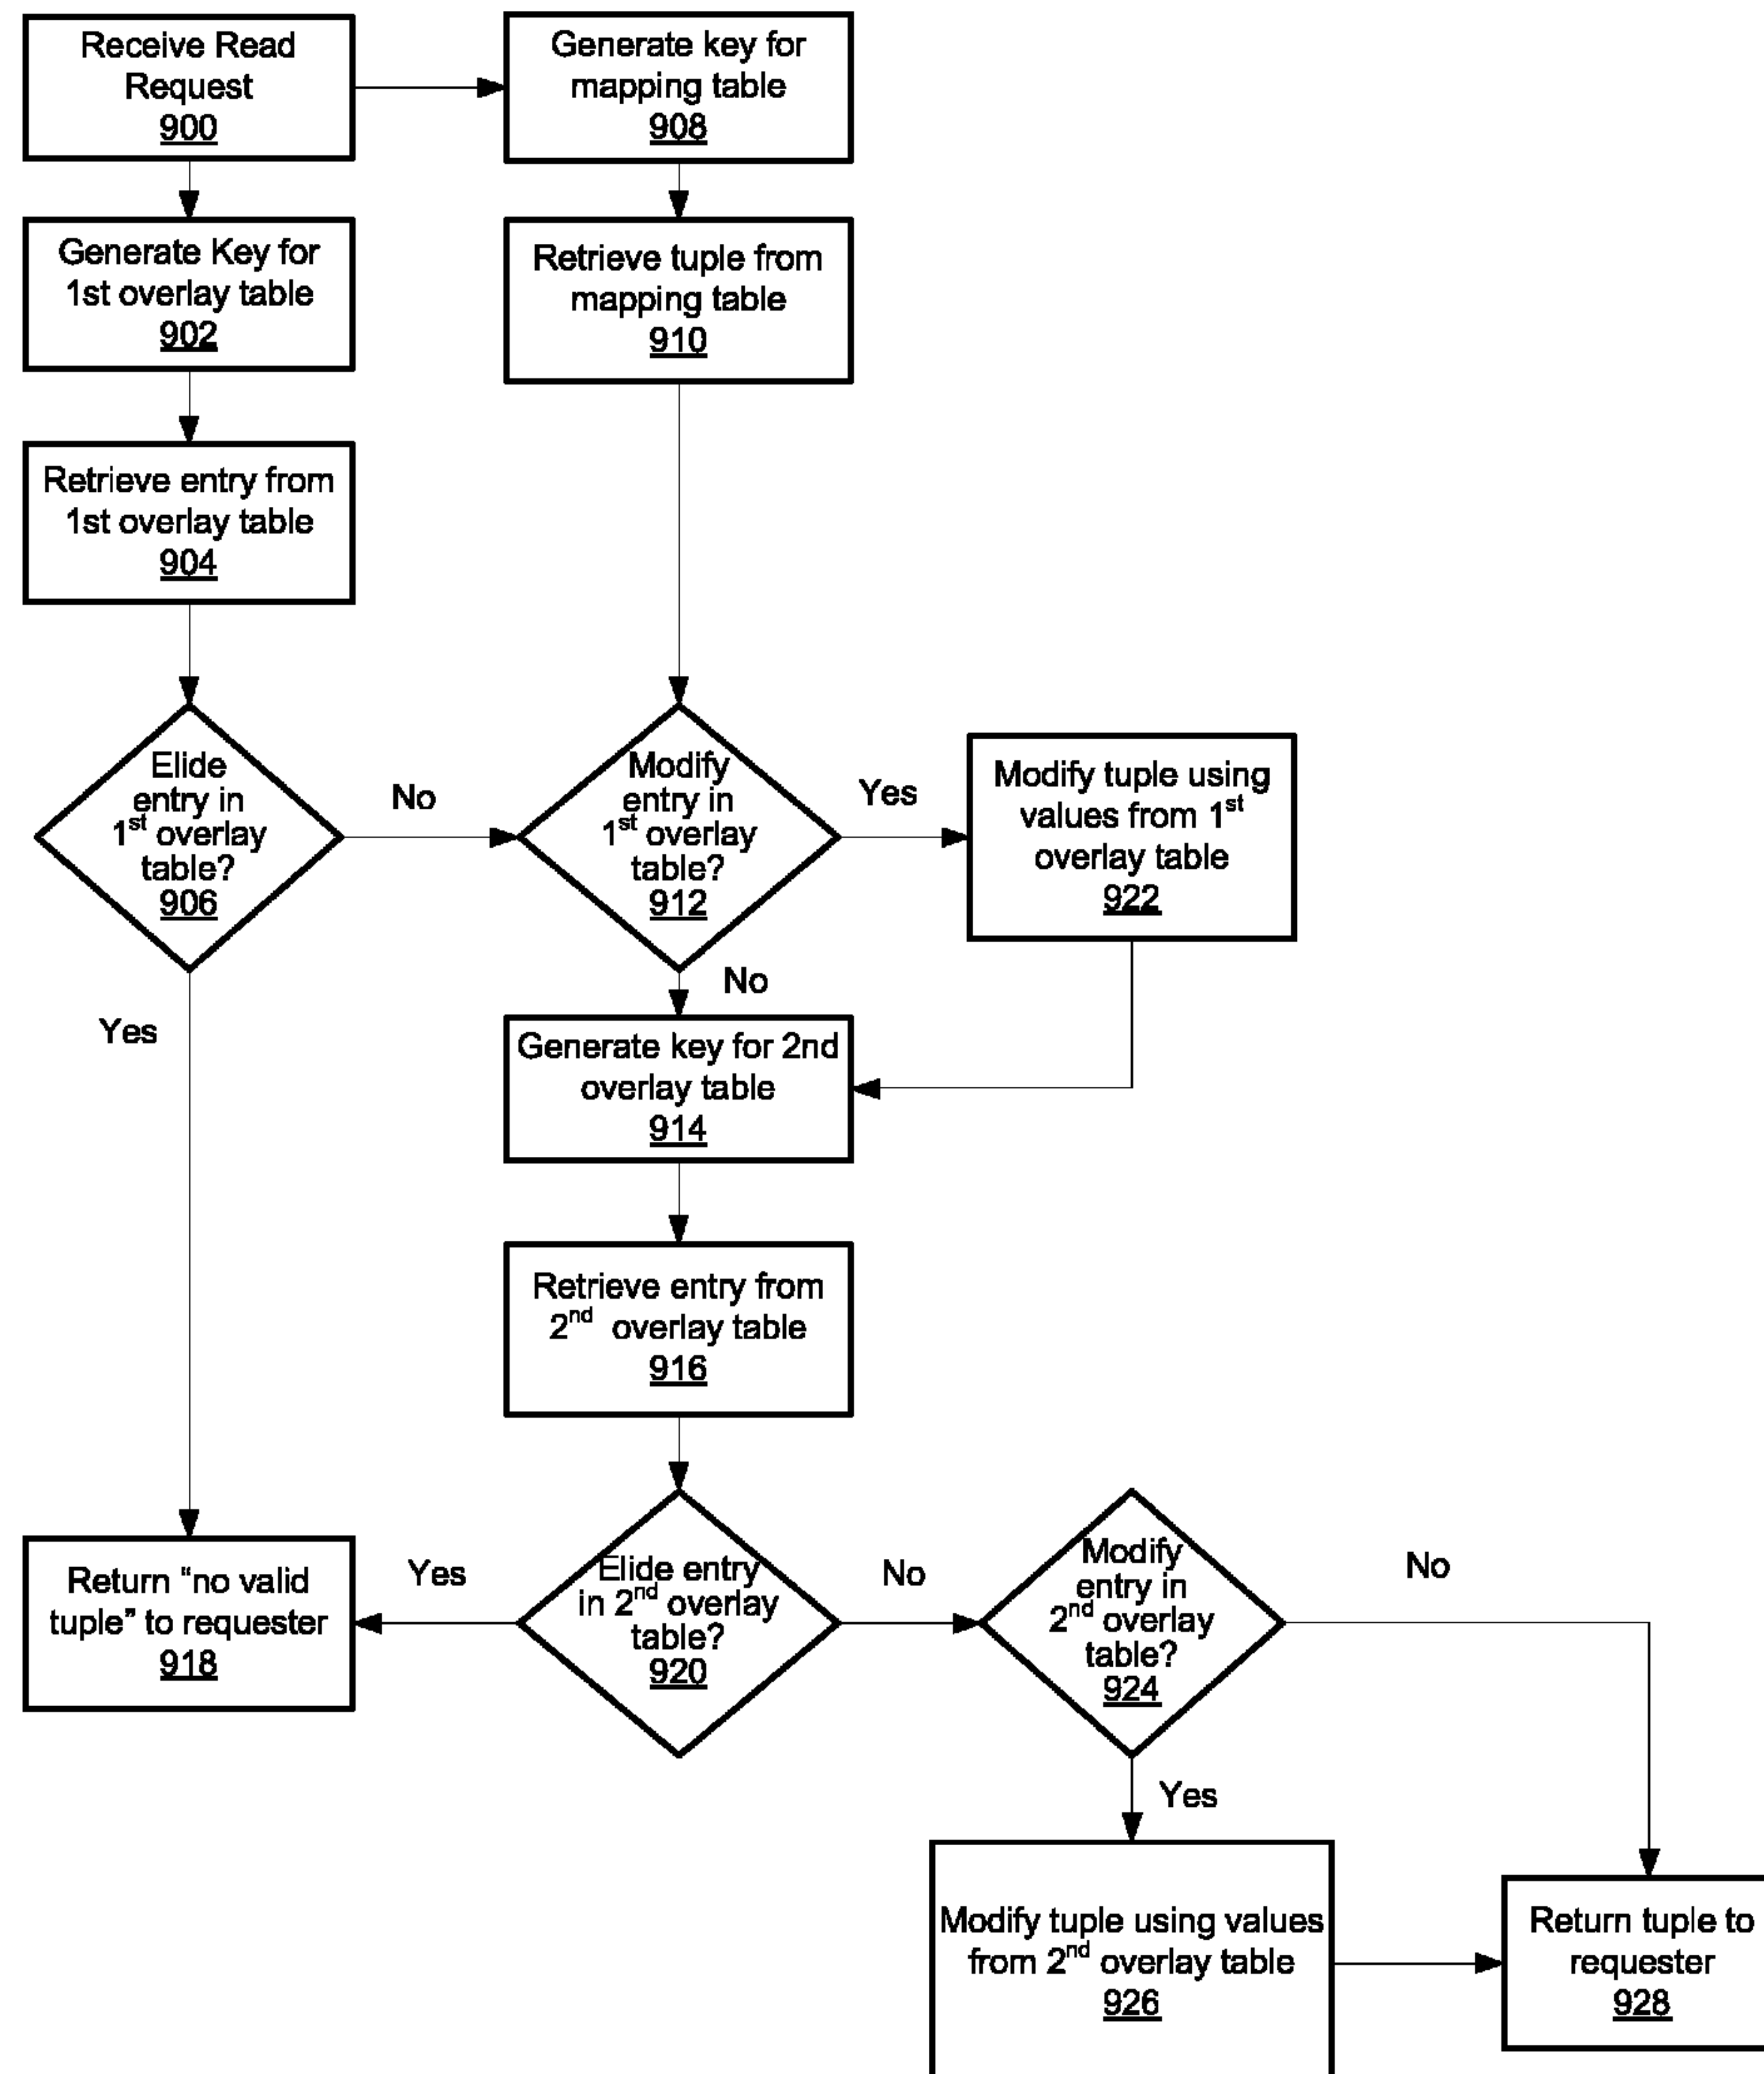 Receive Read
Request
900
Generate key for
mapping table
908
Generate Key for
1st overlay table
902
Retrieve tuple from
mapping table
910
Retrieve entry from
1st overlay table
904
Elide
entry in
1st overlay
table?
906
No
Modify
entry in
1st overlay
table?
912
Yes
Modify tuple using
values from 1st
overlay table
922
Yes
No
Generate key for 2nd
overlay table
914
Retrieve entry from
2nd overlay table
916
Return “no valid
tuple” to requester
918
Yes
Elide entry
in 2nd overlay
table?
920
No
Modify
entry in
2nd overlay
table?
924
No
Yes
Modify tuple using values
from 2nd overlay table
926
Return tuple to
requester
928